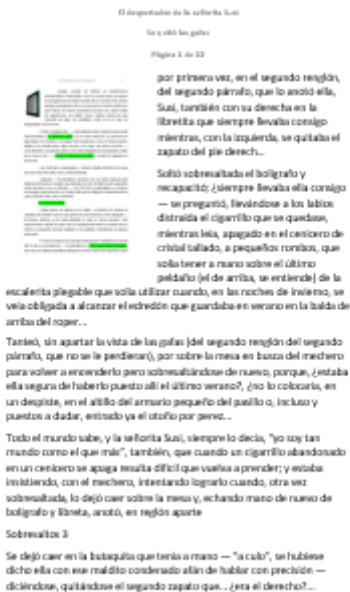 El despertador de la señorita Susi
Se quitó las gafas
Página 1 de 13
por primera vez, en el segundo renglón,
del segundo párrafo, que lo anotó ella,
Susi, también con su derecha en la
libretita que siempre llevaba consigo
mientras, con la izquierda, se quitaba el
zapato del pie derech...
Soltó sobresaltada el bolígrafo y
recapacitó; ¿siempre llevaba ella consigo
— se preguntó, llevándose a los labios
distraída el cigarrillo que se quedase,
mientras leía, apagado en el cenicero de
cristal tallado, a pequeños rombos, que
solía tener a mano sobre el último
peldaño (el de arriba, se entiende) de la
escalerita plegable que solía utilizar cuando, en las noches de invierno, se
veía obligada a alcanzar el edredón que guardaba en verano en la balda de
arriba del roper...
Tanteó, sin apartar la vista de las gafas (del segundo renglón del segundo
párrafo, que no se le perdieran), por sobre la mesa en busca del mechero
para volver a encenderlo pero sobresaltándose de nuevo, porque, ¿estaba
ella segura de haberlo puesto allí el último verano?, ¿no lo colocaría, en
un despiste, en el altillo del armario pequeño del pasillo o, incluso y
puestos a dudar, entrado ya el otoño por perez...
Todo el mundo sabe, y la señorita Susi, siempre lo decía, "yo soy tan
mundo como el que más", también, que cuando un cigarrillo abandonado
en un cenicero se apaga resulta difícil que vuelva a prender; y estaba
insistiendo, con el mechero, intentando lograrlo cuando, otra vez
sobresaltada, lo dejó caer sobre la mesa y, echando mano de nuevo de
bolígrafo y libreta, anotó, en renglón aparte
Sobresaltos 3
Se dejó caer en la butaquita que tenía a mano — "a culo", se hubiese
dicho ella con ese maldito condenado afán de hablar con precisión —
diciéndose, quitándose el segundo zapato que... ¿era el derecho?...